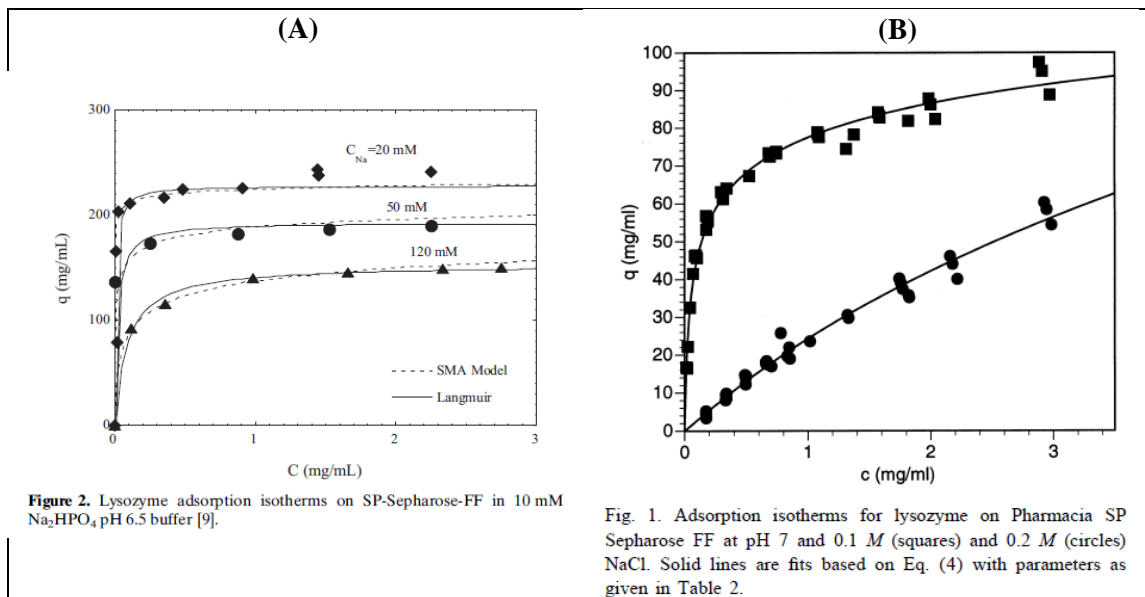 (A)
300
200
100
0
q (mg/mL)
C_Na=20 mM
50 mM
120 mM
SMA Model
Langmuir
0
1
2
3
C (mg/mL)
Figure 2. Lysozyme adsorption isotherms on SP-Sepharose-FF in 10 mM
Na₂HPO₄ pH 6.5 buffer [9].
(B)
100
90
80
70
60
50
40
30
20
10
0
q (mg/ml)
0
1
2
3
c (mg/ml)
Fig. 1. Adsorption isotherms for lysozyme on Pharmacia SP
Sepharose FF at pH 7 and 0.1 M (squares) and 0.2 M (circles)
NaCl. Solid lines are fits based on Eq. (4) with parameters as
given in Table 2.